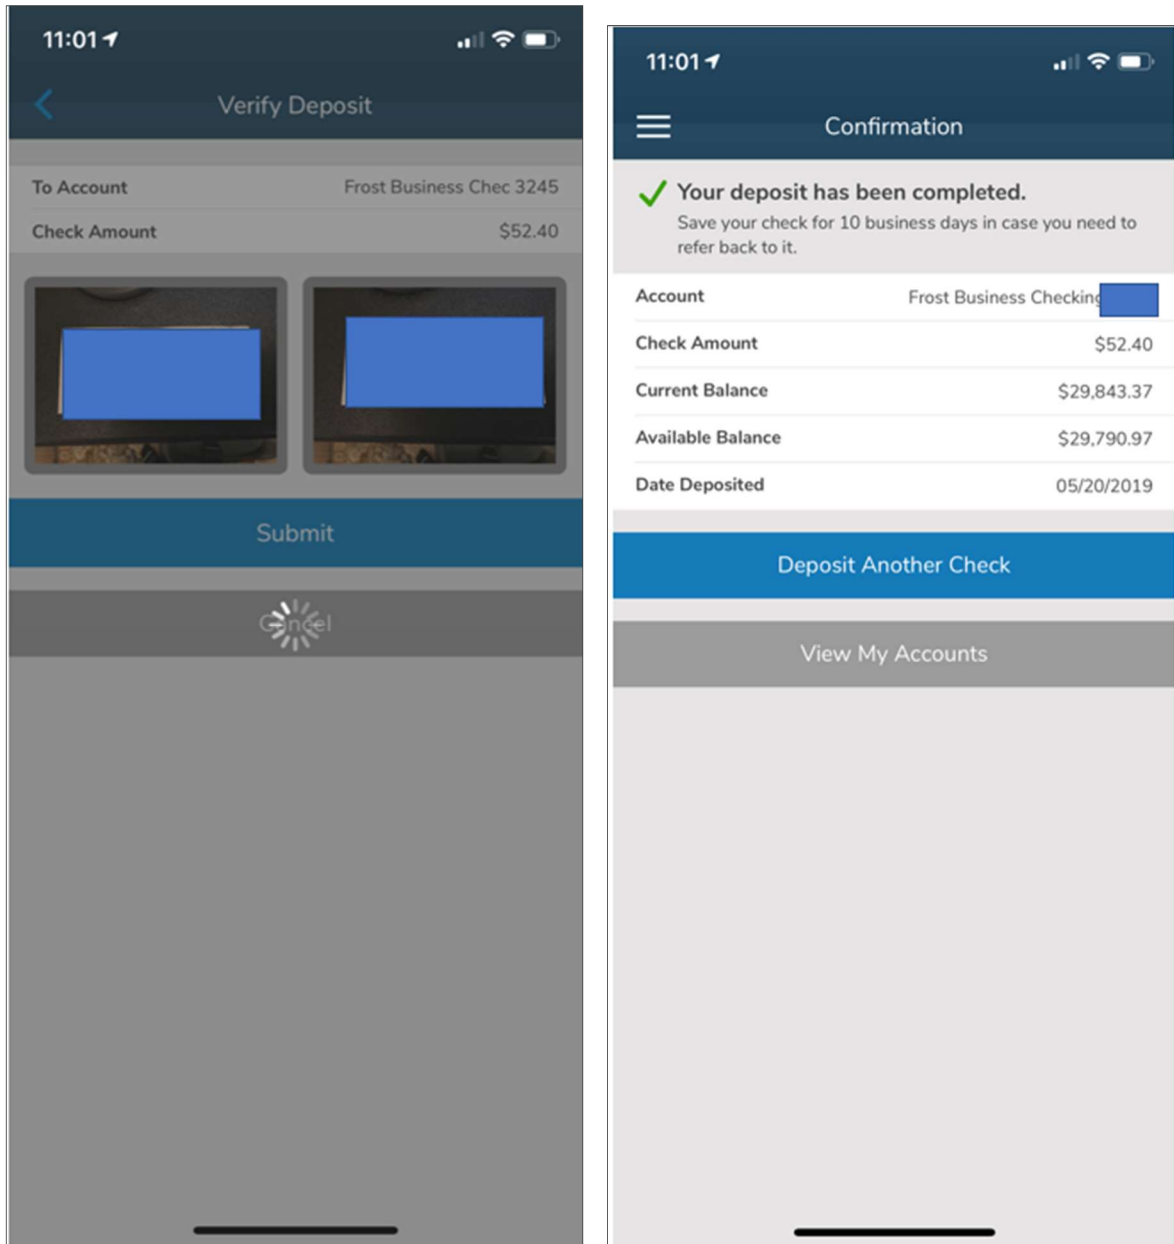 11:01
Verify Deposit
To Account Frost Business Chec 3245
Check Amount $52.40
Submit
Cancel
11:01
Confirmation
Your deposit has been completed.
Save your check for 10 business days in case you need to
refer back to it.
Account Frost Business Checking
Check Amount $52.40
Current Balance $29,843.37
Available Balance $29,790.97
Date Deposited 05/20/2019
Deposit Another Check
View My Accounts